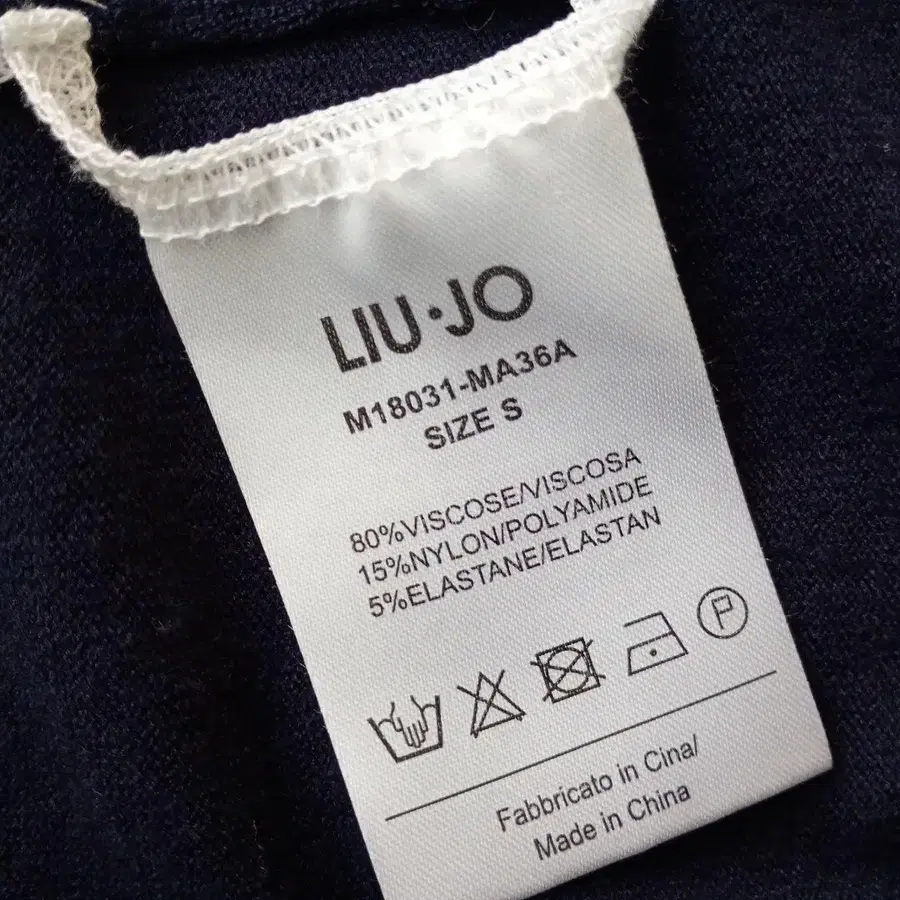 LIU·JO
M18031-MA36A
SIZE S
80%VISCOSE/VISCOSA
15%NYLON/POLYAMIDE
5%ELASTANE/ELASTAN
P
Fabbricato in Cina/
Made in China